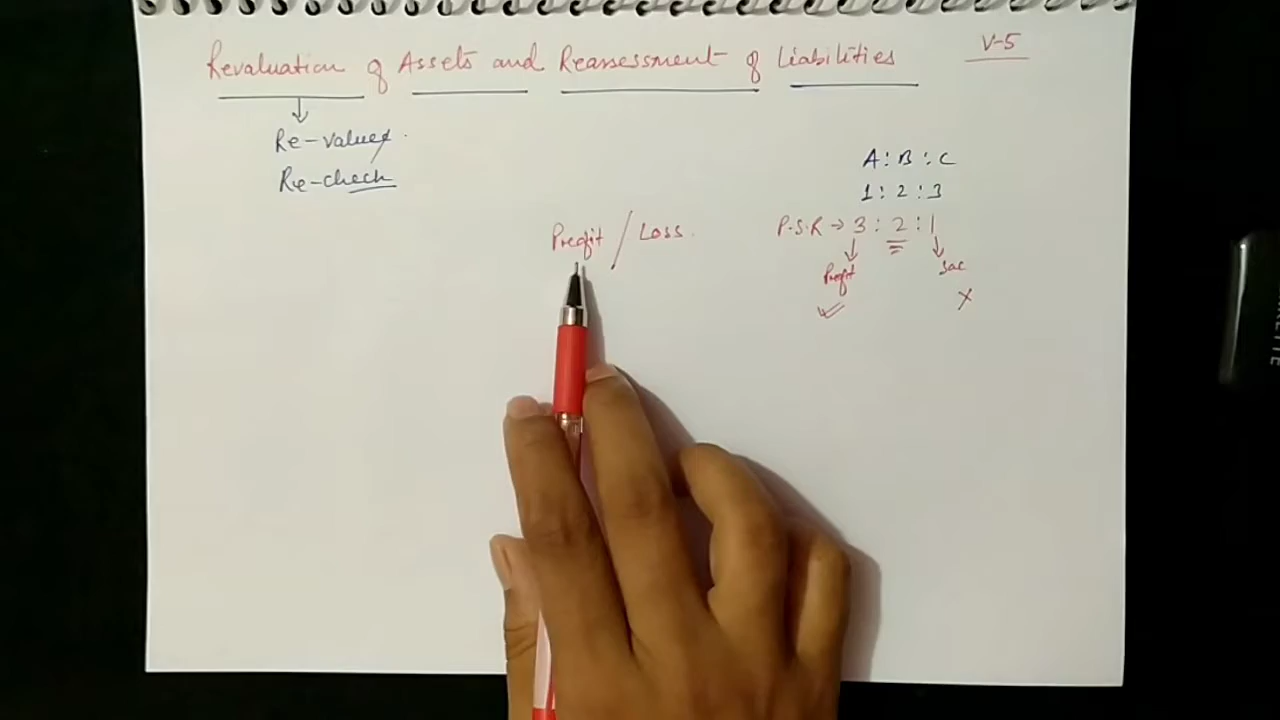 Revaluation of Assets and Reassessment of Liabilities
V-5
Re-valued
Re-check
A : B : C
1 : 2 : 3
P.S.R → 3 : 2 : 1
Profit / Loss
Profit
Sac